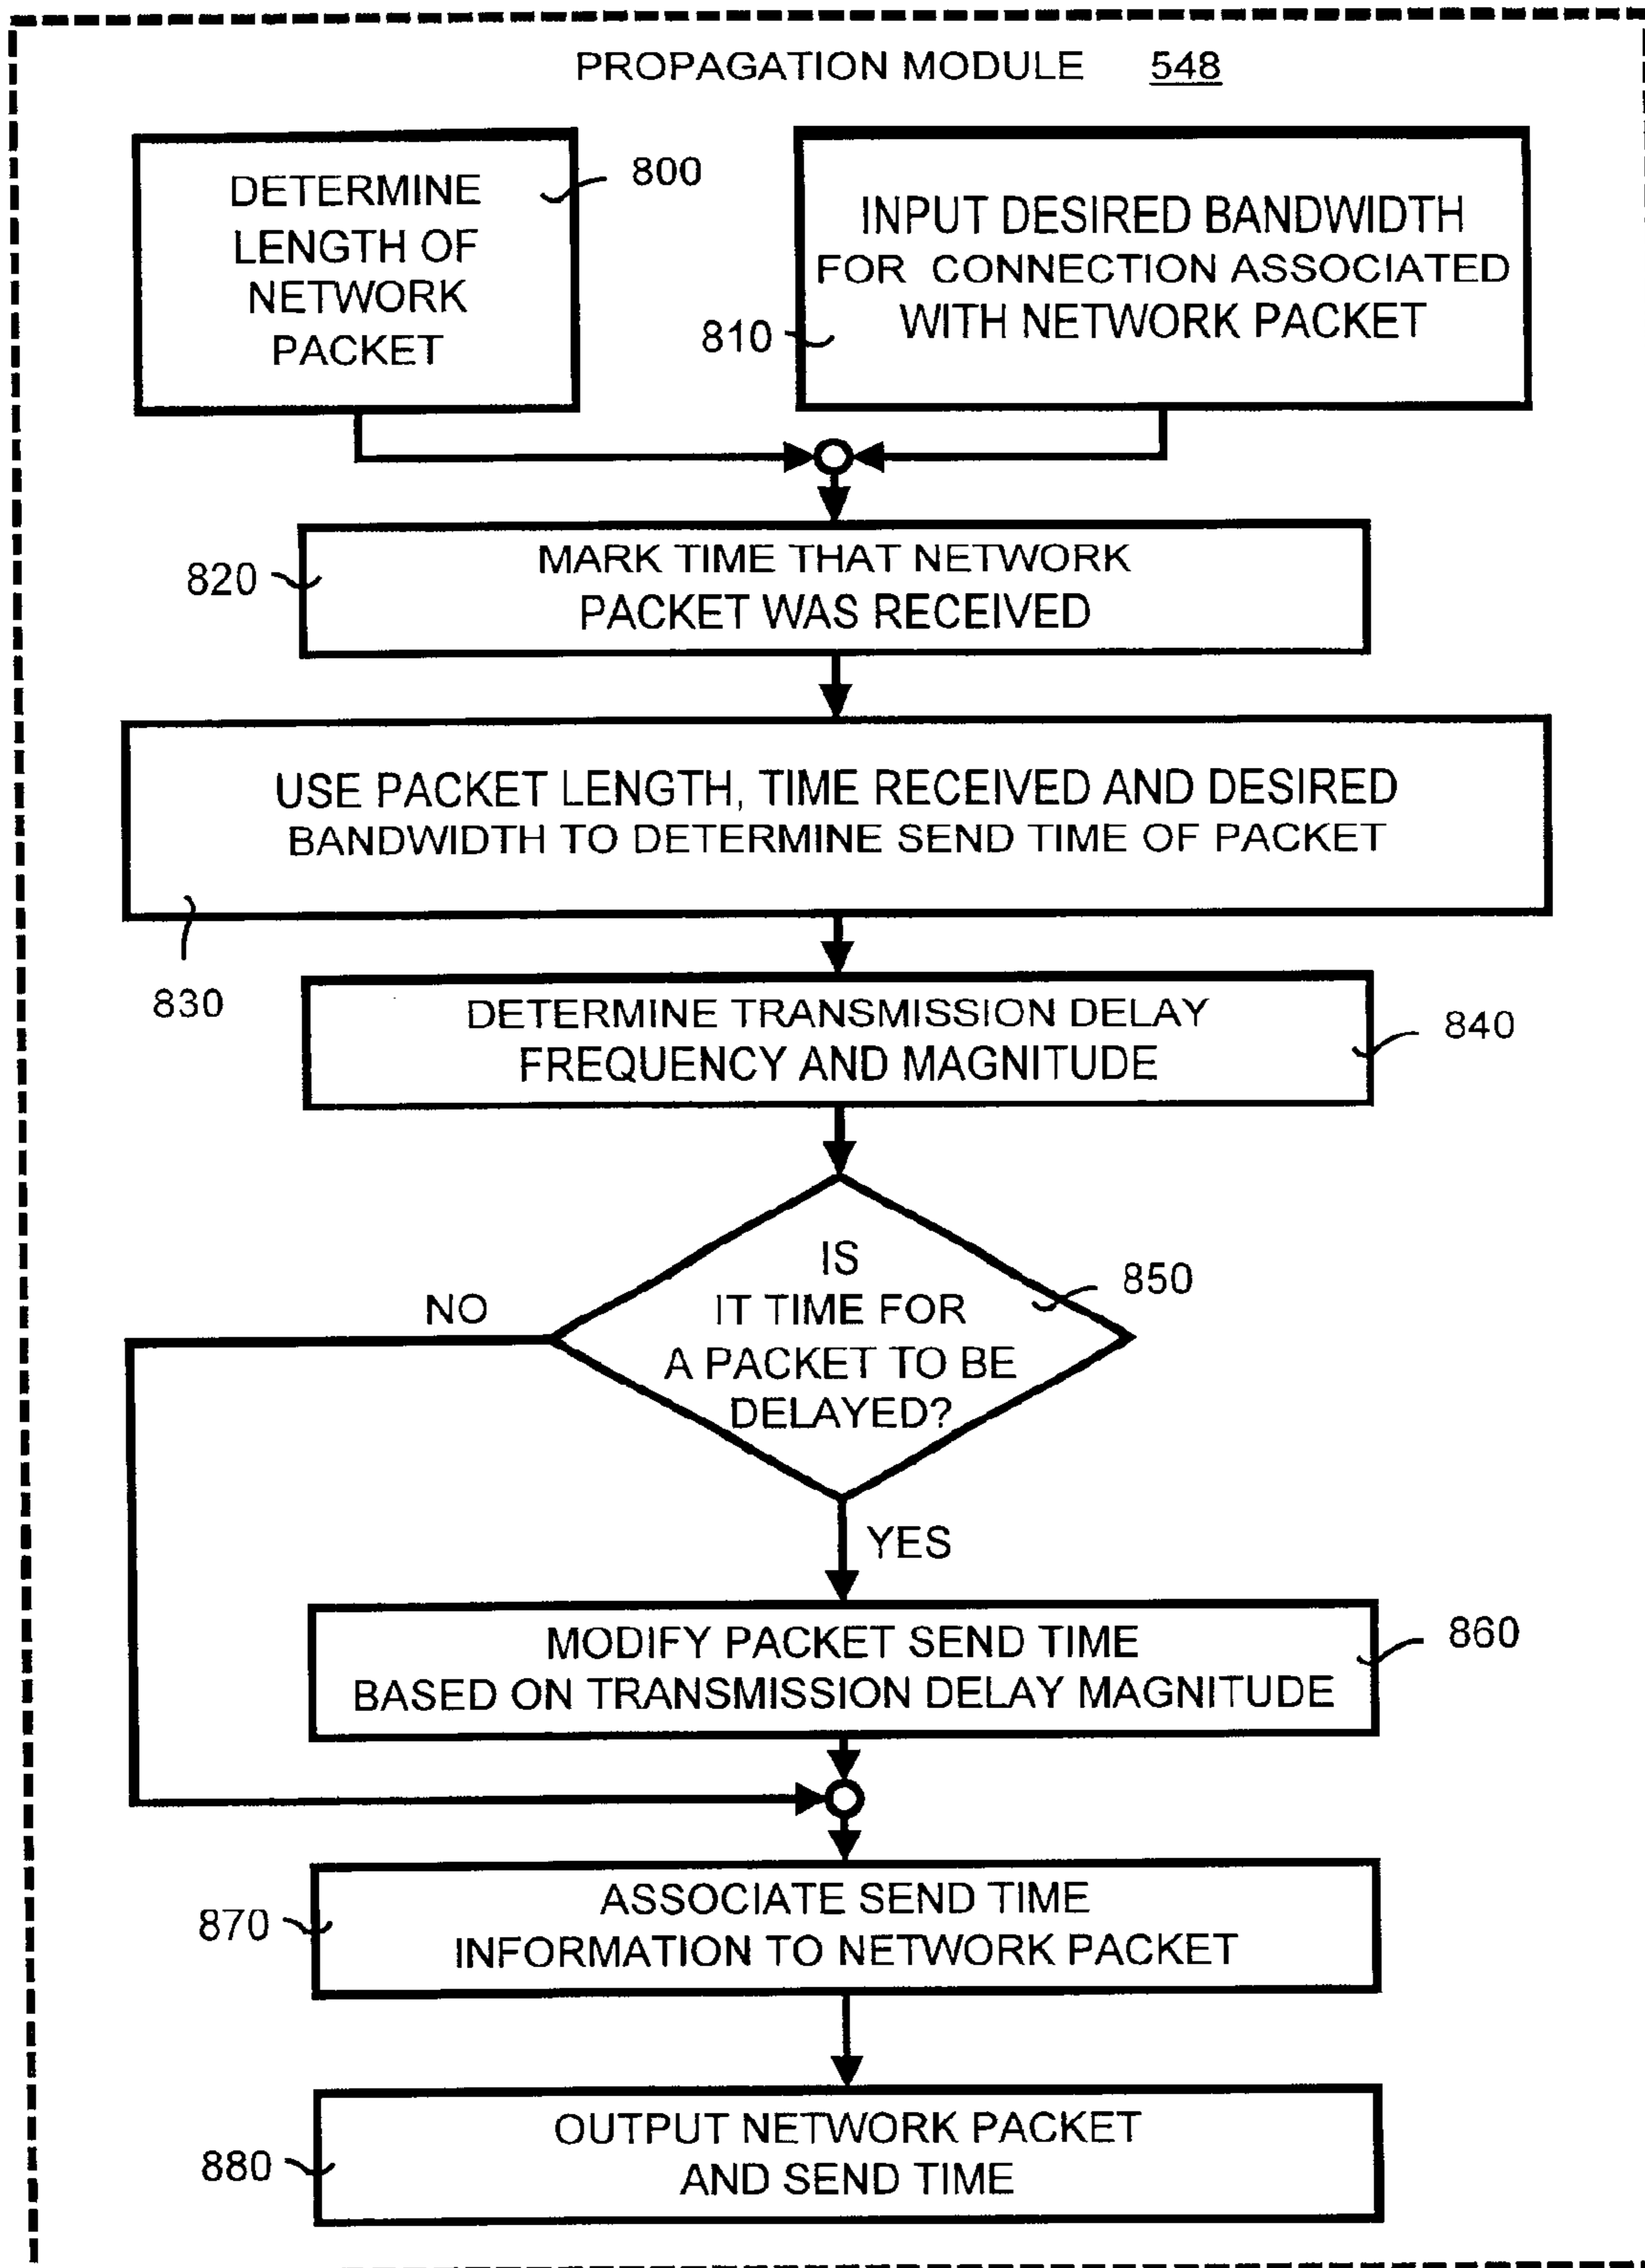 PROPAGATION MODULE 548
DETERMINE
LENGTH OF
NETWORK
PACKET
800
INPUT DESIRED BANDWIDTH
FOR CONNECTION ASSOCIATED
WITH NETWORK PACKET
810
MARK TIME THAT NETWORK
PACKET WAS RECEIVED
820
USE PACKET LENGTH, TIME RECEIVED AND DESIRED
BANDWIDTH TO DETERMINE SEND TIME OF PACKET
830
DETERMINE TRANSMISSION DELAY
FREQUENCY AND MAGNITUDE
840
IS
IT TIME FOR
A PACKET TO BE
DELAYED?
850
NO
YES
MODIFY PACKET SEND TIME
BASED ON TRANSMISSION DELAY MAGNITUDE
860
ASSOCIATE SEND TIME
INFORMATION TO NETWORK PACKET
870
OUTPUT NETWORK PACKET
AND SEND TIME
880